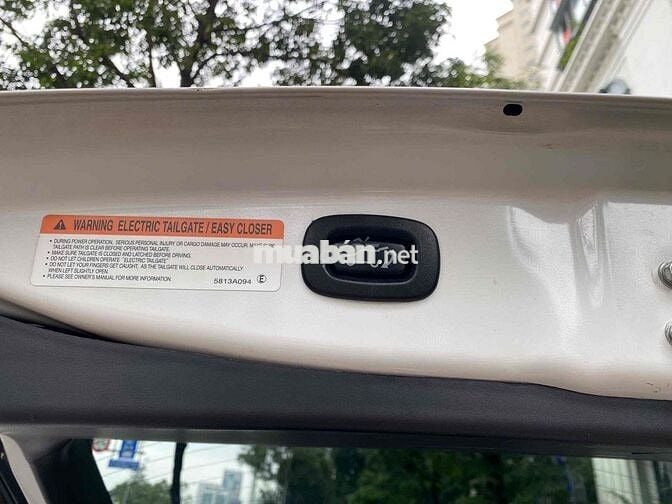 WARNING ELECTRIC TAILGATE / EASY CLOSER
• DURING POWER OPERATION, SERIOUS PERSONAL INJURY OR CARGO DAMAGE MAY OCCUR. MAKE SURE
TAILGATE PATH IS CLEAR BEFORE OPERATING TAILGATE.
• MAKE SURE TAILGATE IS CLOSED AND LATCHED BEFORE DRIVING.
• DO NOT LET CHILDREN OPERATE "ELECTRIC TAILGATE"
• DO NOT LET YOUR FINGERS GET CAUGHT, AS THE TAILGATE WILL CLOSE AUTOMATICALLY
WHEN LEFT SLIGHTLY OPEN.
• PLEASE SEE OWNER'S MANUAL FOR MORE INFORMATION.
5813A094 E
muabán.net